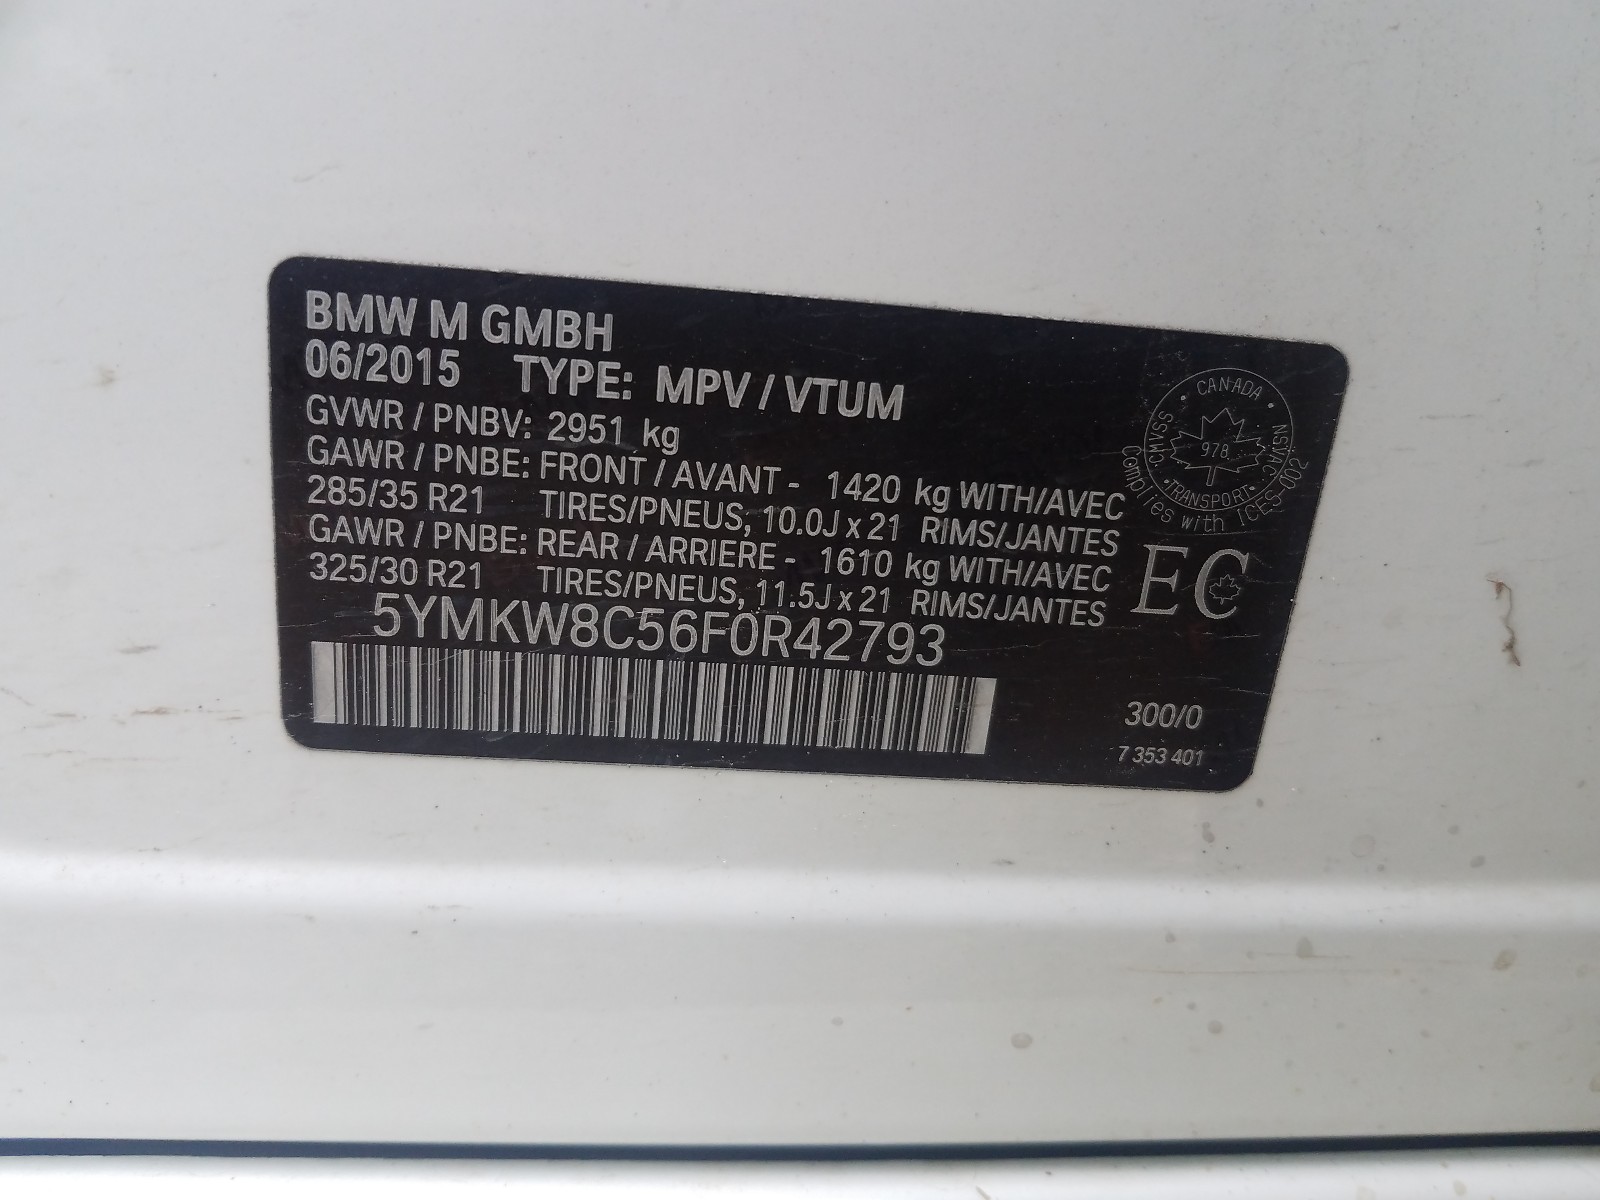 BMW M GMBH
06/2015 TYPE: MPV / VTUM
GVWR / PNBV: 2951 kg
GAWR / PNBE: FRONT / AVANT - 1420 kg WITH/AVEC
285/35 R21 TIRES/PNEUS, 10.0J x 21 RIMS/JANTES
GAWR / PNBE: REAR / ARRIERE - 1610 kg WITH/AVEC
325/30 R21 TIRES/PNEUS, 11.5J x 21 RIMS/JANTES
5YMKW8C56F0R42793
CANADA
CMVSS
NSVAC
978
TRANSPORT
Complies with ICES-002
EC
300/0
7 353 401